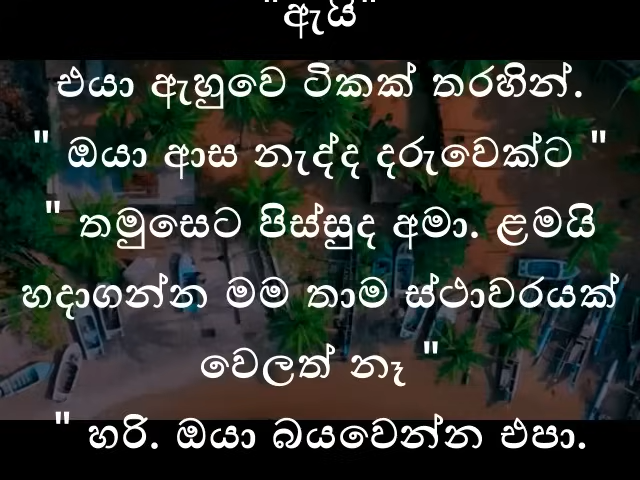 "ඇයි"
එයා ඇහුවෙ ටිකක් තරහින්.
" ඔයා ආස නැද්ද දරුවෙක්ට "
" තමුසෙට පිස්සුද අමා. ළමයි
හදාගන්න මම තාම ස්ථාවරයක්
වෙලත් නෑ "
" හරි. ඔයා බයවෙන්න එපා.